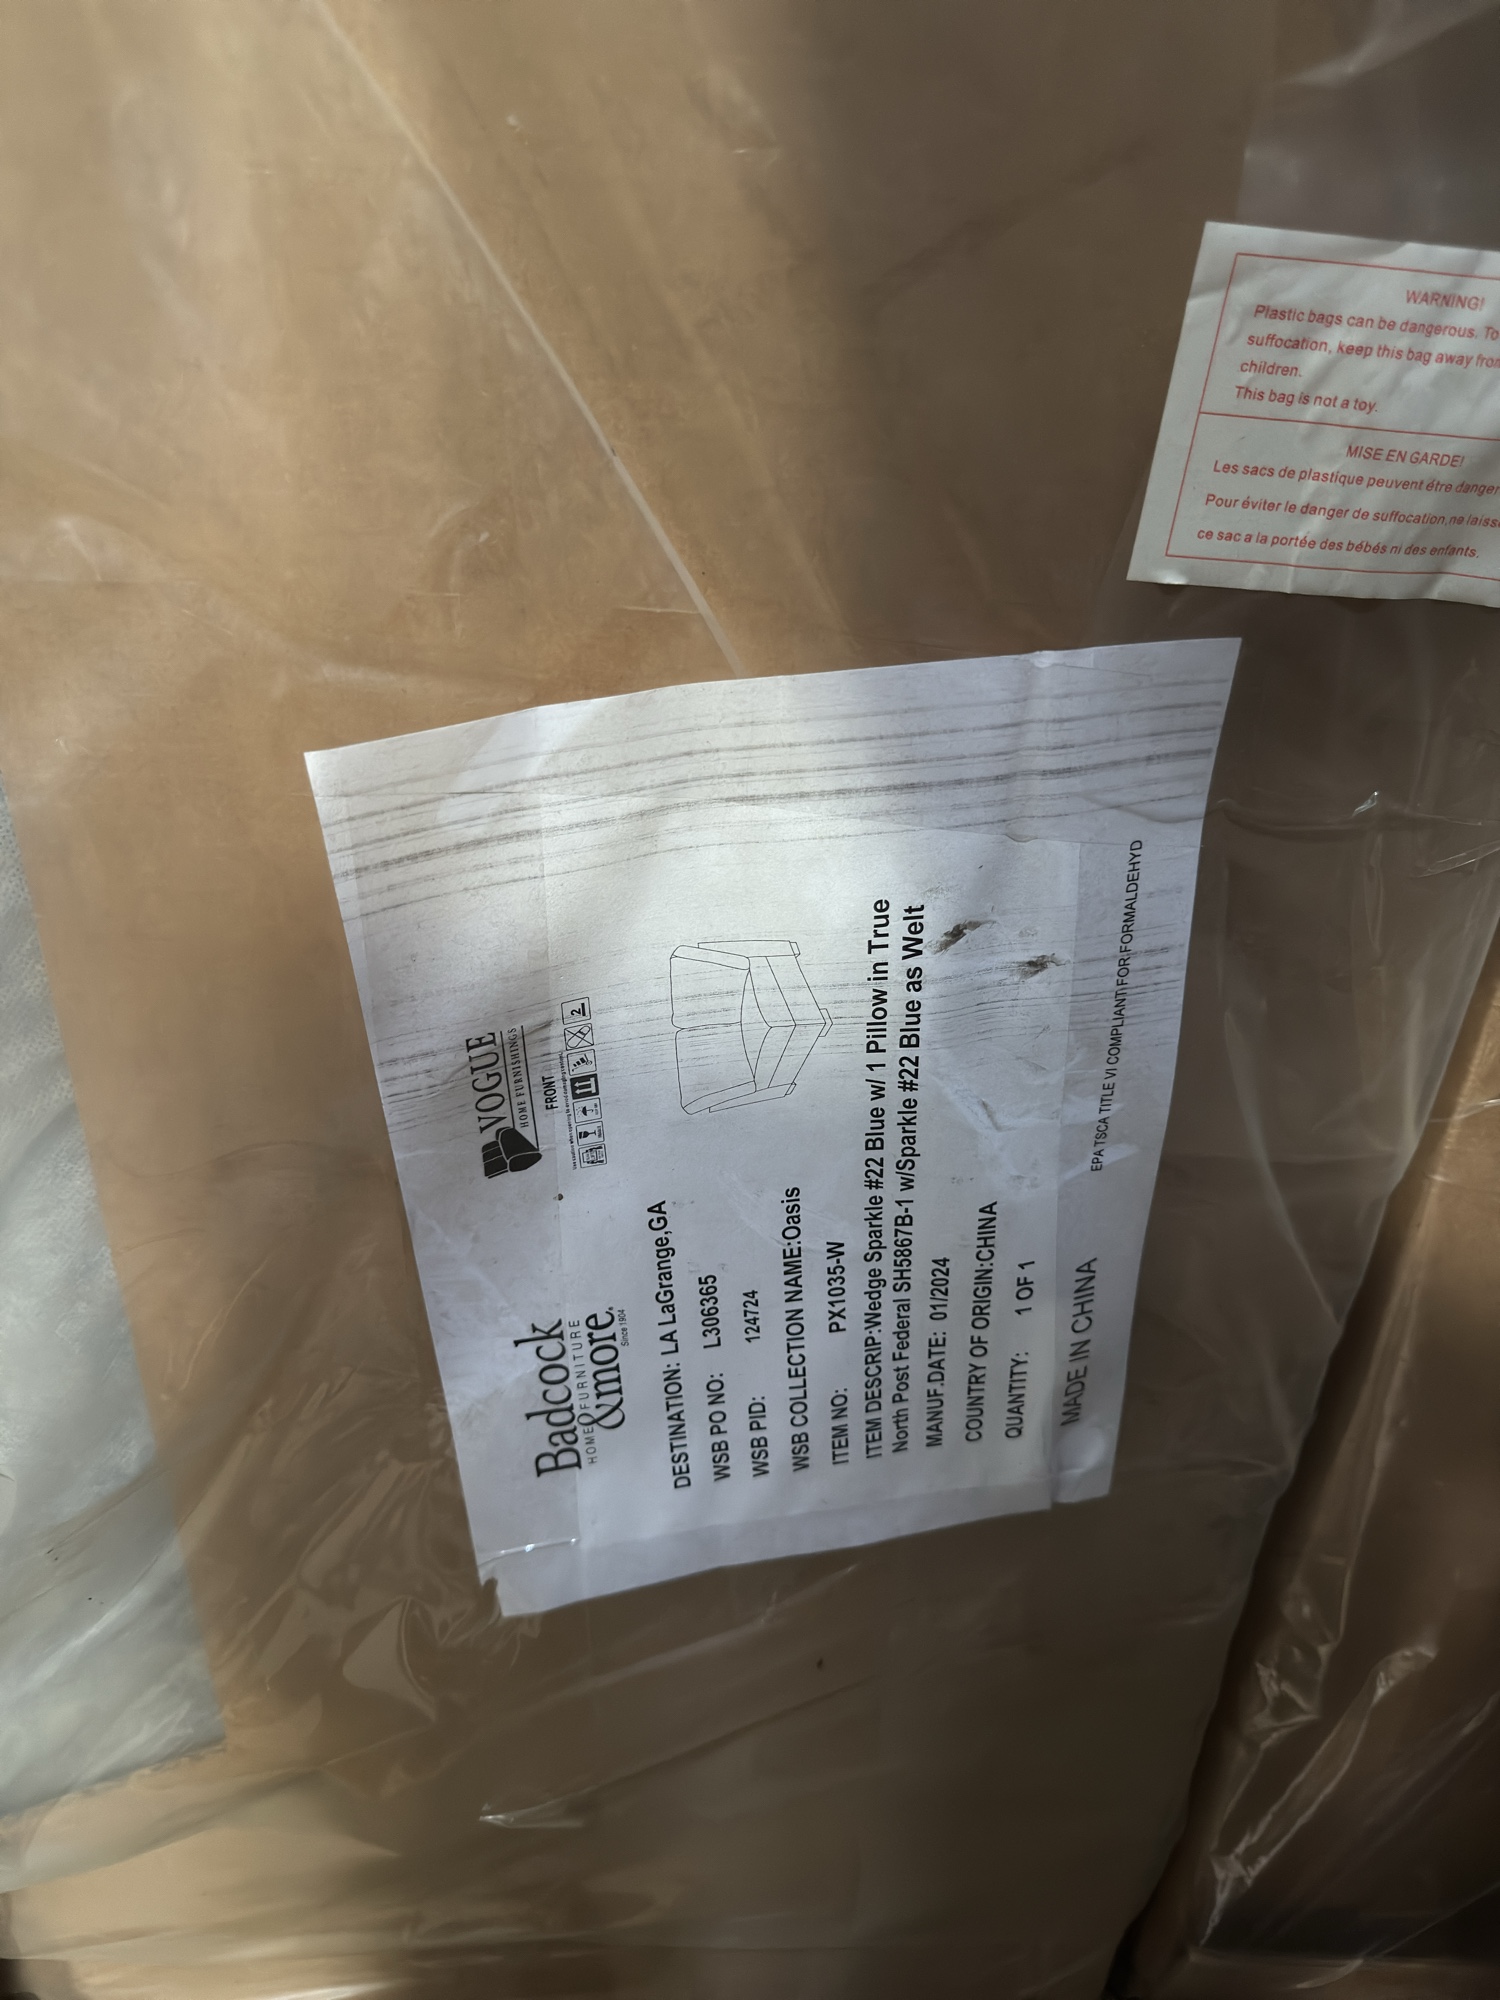 Badcock
HOME FURNITURE
&more.
Since 1904
VOGUE
HOME FURNISHINGS
FRONT
2
DESTINATION: LA LaGrange,GA
WSB PO NO: L306365
WSB PID: 124724
WSB COLLECTION NAME:Oasis
ITEM NO: PX1035-W
ITEM DESCRIP:Wedge Sparkle #22 Blue w/ 1 Pillow in True
North Post Federal SH5867B-1 w/Sparkle #22 Blue as Welt
MANUF.DATE: 01/2024
COUNTRY OF ORIGIN:CHINA
QUANTITY: 1 OF 1
MADE IN CHINA
EPA TSCA TITLE VI COMPLIANT FOR FORMALDEHYD
WARNING!
Plastic bags can be dangerous. To
suffocation, keep this bag away from
children.
This bag is not a toy.
MISE EN GARDE!
Les sacs de plastique peuvent étre danger
Pour éviter le danger de suffocation,ne laisse
ce sac a la portée des bébés ni des enfants.